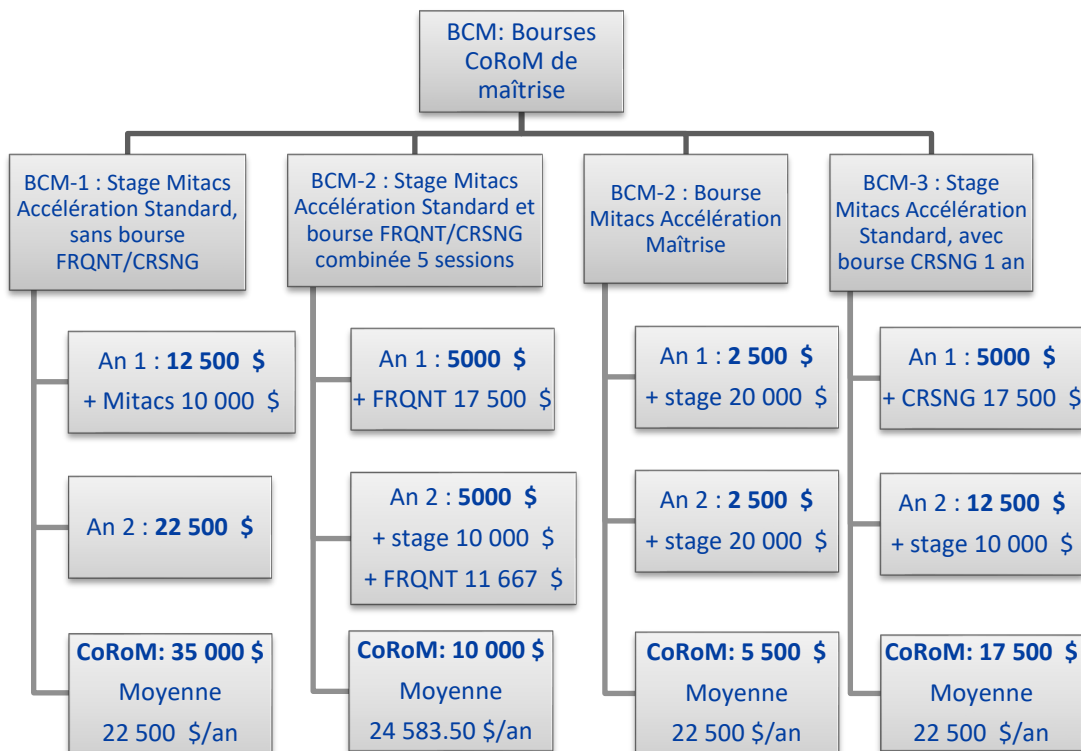 BCM: Bourses
CoRoM de
maîtrise
BCM-1 : Stage Mitacs
Accélération Standard,
sans bourse
FRQNT/CRSNG
An 1 : 12 500 $
+ Mitacs 10 000 $
An 2 : 22 500 $
CoRoM: 35 000 $
Moyenne
22 500 $/an
BCM-2 : Stage Mitacs
Accélération Standard et
bourse FRQNT/CRSNG
combinée 5 sessions
An 1 : 5000 $
+ FRQNT 17 500 $
An 2 : 5000 $
+ stage 10 000 $
+ FRQNT 11 667 $
CoRoM: 10 000 $
Moyenne
24 583.50 $/an
BCM-2 : Bourse
Mitacs Accélération
Maîtrise
An 1 : 2 500 $
+ stage 20 000 $
An 2 : 2 500 $
+ stage 20 000 $
CoRoM: 5 500 $
Moyenne
22 500 $/an
BCM-3 : Stage
Mitacs Accélération
Standard, avec
bourse CRSNG 1 an
An 1 : 5000 $
+ CRSNG 17 500 $
An 2 : 12 500 $
+ stage 10 000 $
CoRoM: 17 500 $
Moyenne
22 500 $/an